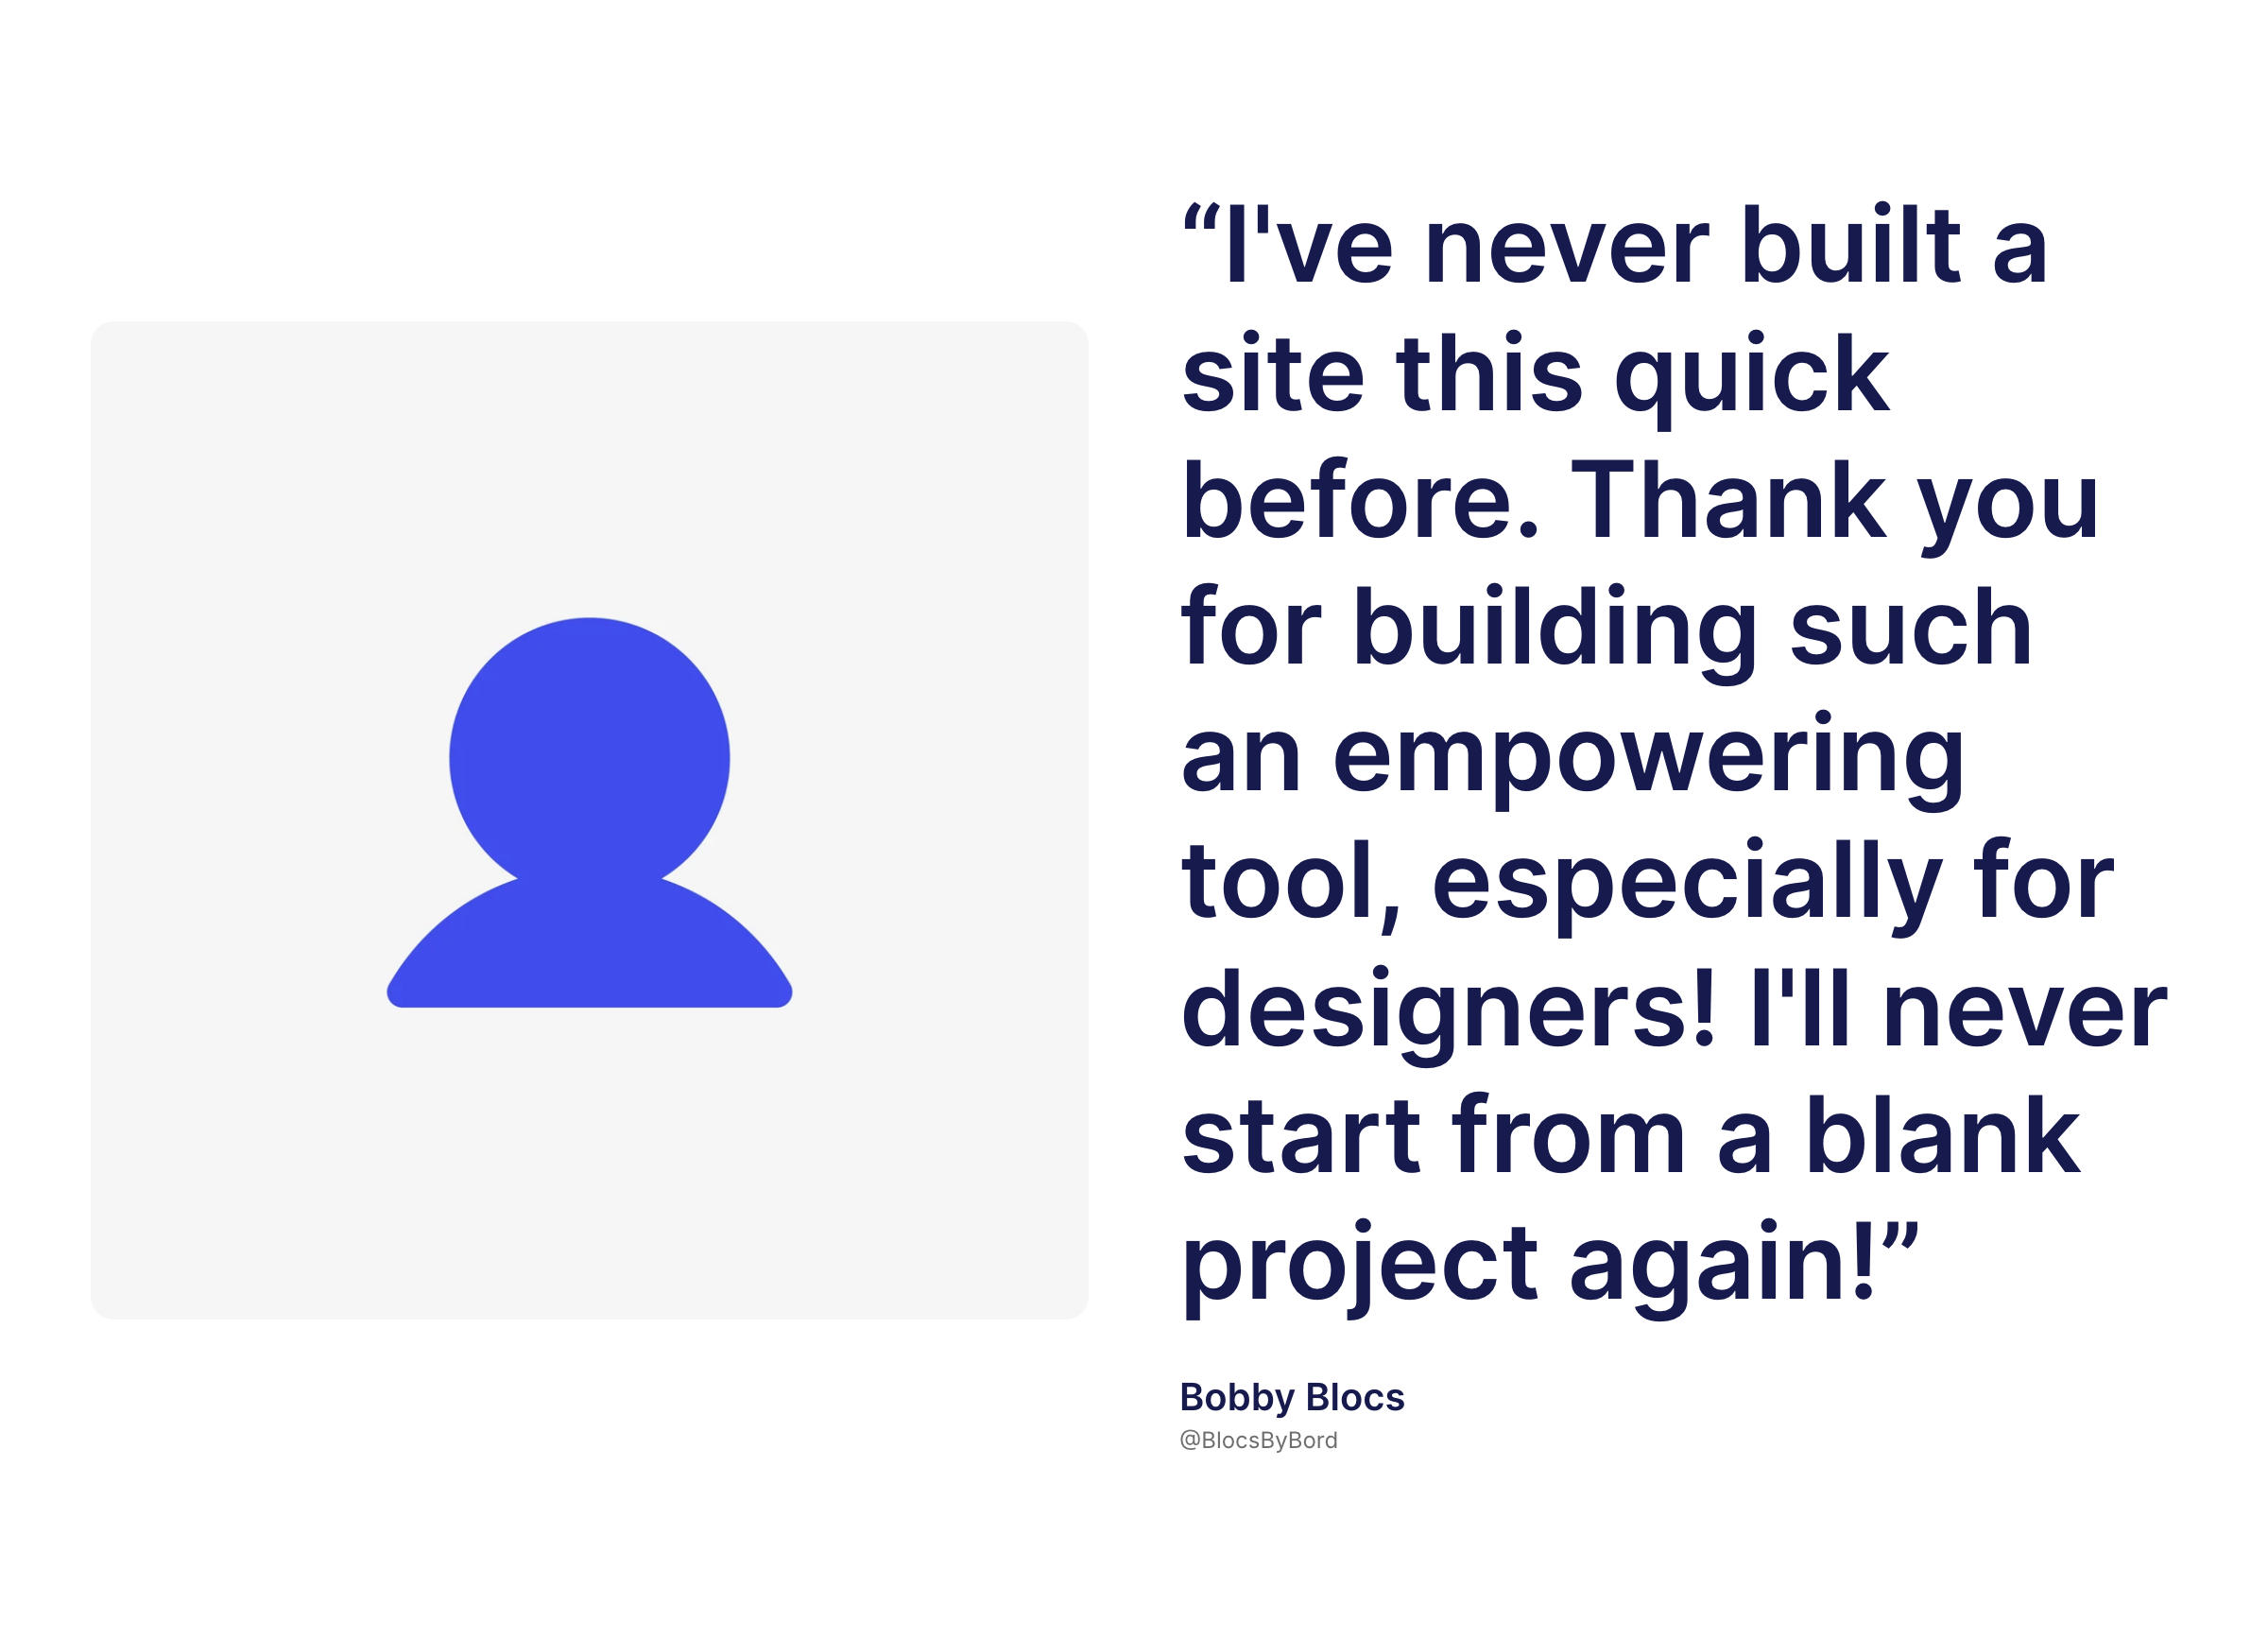 “I've never built a
site this quick
before. Thank you
for building such
an empowering
tool, especially for
designers! I'll never
start from a blank
project again!”
Bobby Blocs
@BlocsByBord